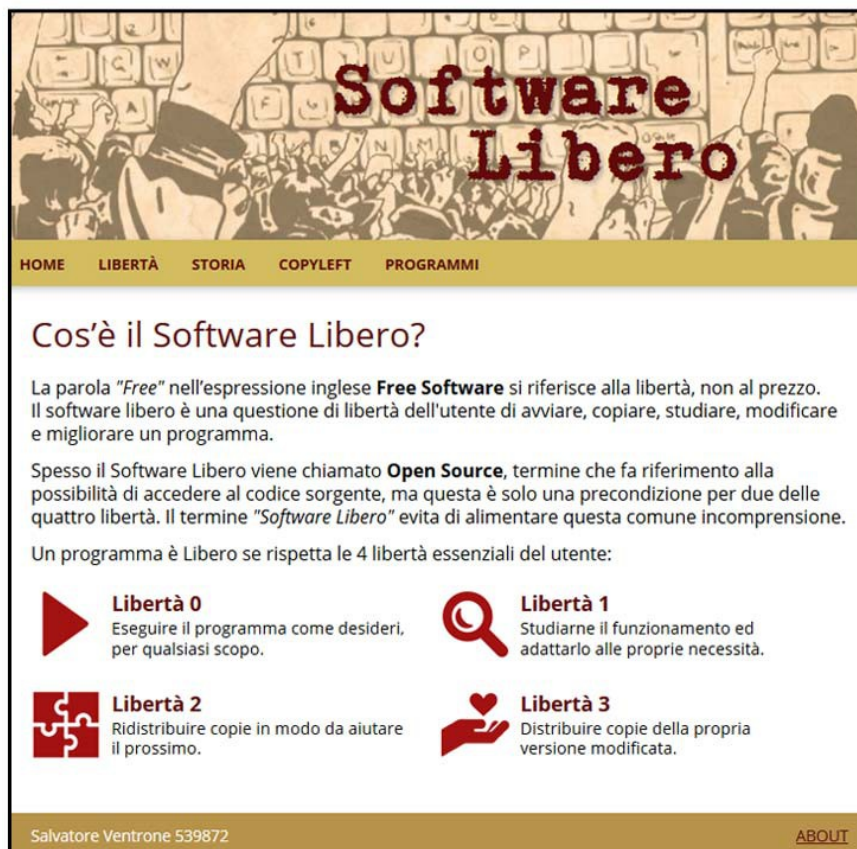 Software
Libero
HOME LIBERTÀ STORIA COPYLEFT PROGRAMMI
Cos’è il Software Libero?
La parola "Free" nell’espressione inglese Free Software si riferisce alla libertà, non al prezzo.
Il software libero è una questione di libertà dell'utente di avviare, copiare, studiare, modificare
e migliorare un programma.
Spesso il Software Libero viene chiamato Open Source, termine che fa riferimento alla
possibilità di accedere al codice sorgente, ma questa è solo una precondizione per due delle
quattro libertà. Il termine "Software Libero" evita di alimentare questa comune incomprensione.
Un programma è Libero se rispetta le 4 libertà essenziali del utente:
Libertà 0
Eseguire il programma come desideri,
per qualsiasi scopo.
Libertà 1
Studiarne il funzionamento ed
adattarlo alle proprie necessità.
Libertà 2
Ridistribuire copie in modo da aiutare
il prossimo.
Libertà 3
Distribuire copie della propria
versione modificata.
Salvatore Ventrone 539872 ABOUT